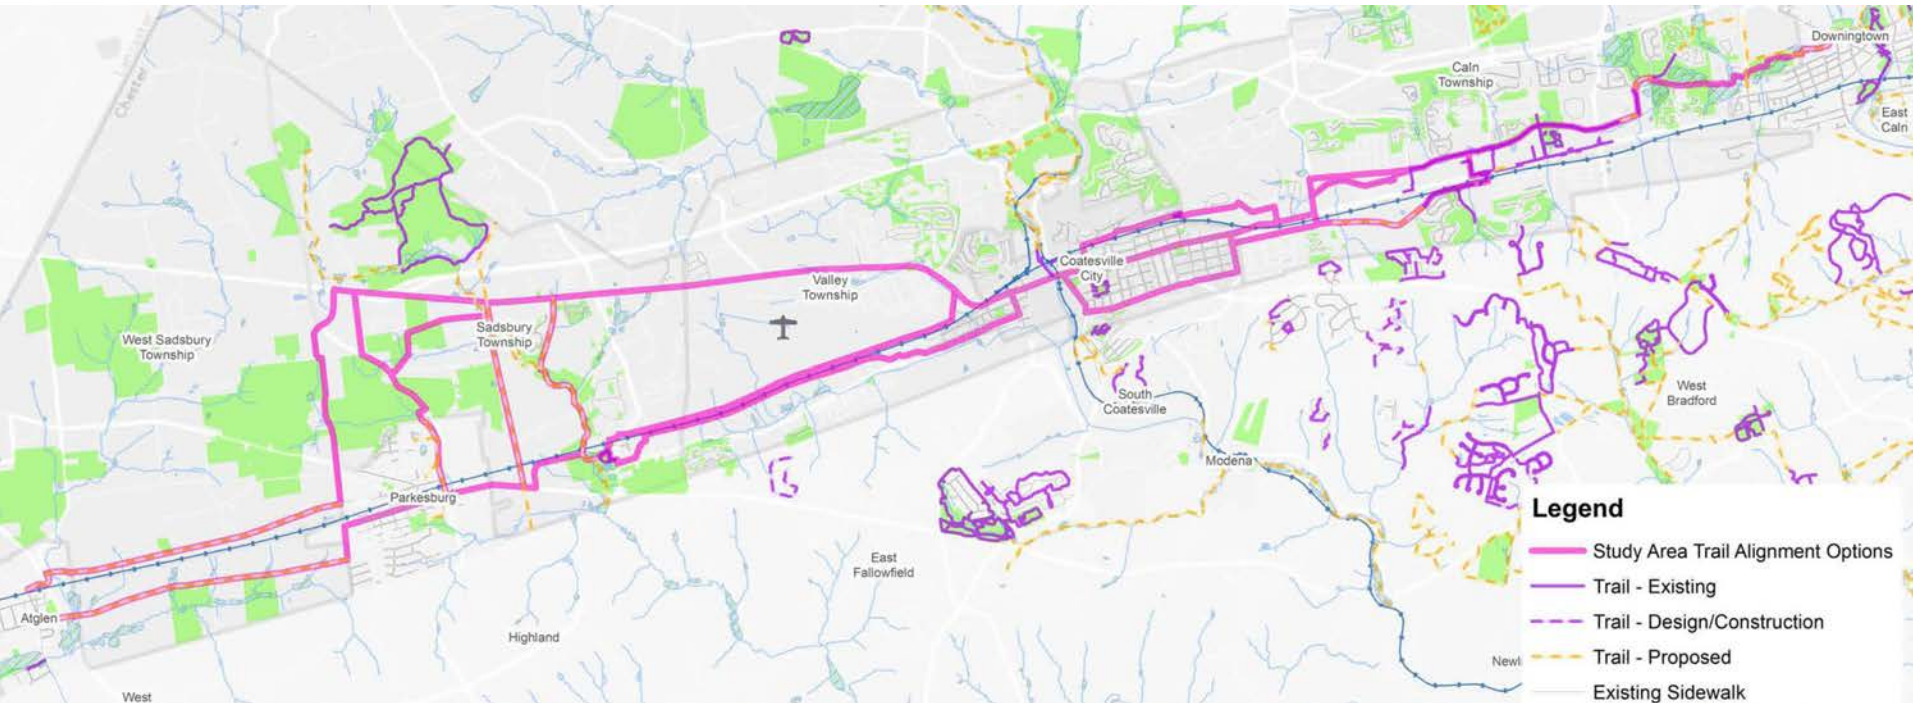 Downingtown
Caln
Township
East
Caln
Chester
Coatesville
City
Valley
Township
Sadsbury
Township
West Sadsbury
Township
South
Coatesville
West
Bradford
Modena
Parkesburg
East
Fallowfield
Atglen
Highland
West
Legend
Study Area Trail Alignment Options
Trail - Existing
Trail - Design/Construction
Trail - Proposed
Existing Sidewalk